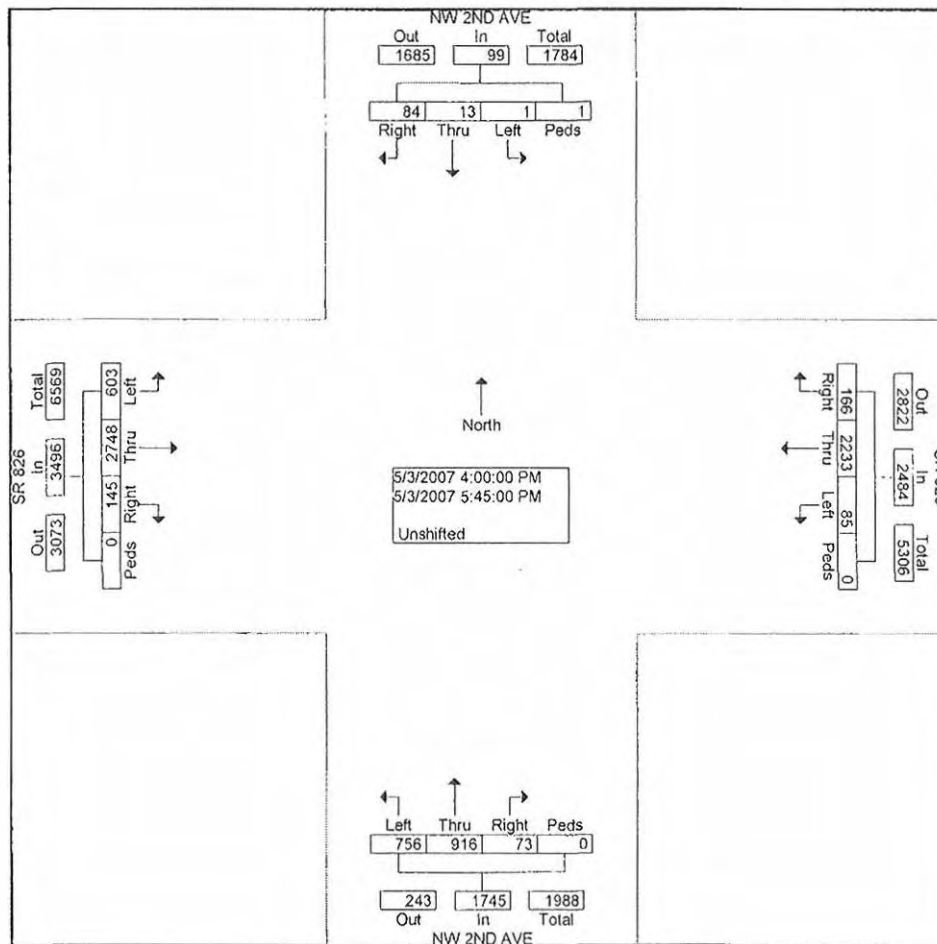 NW 2ND AVE
Out In Total
1685 99 1784
84 13 1 1
Right Thru Left Peds
SR 826
Total In Out
6569 3496 3073
603 2748 145 0
Left Thru Right Peds
North
5/3/2007 4:00:00 PM
5/3/2007 5:45:00 PM
Unshifted
Right Thru Left Peds
166 2233 85 0
Out In Total
2822 2484 5306
Left Thru Right Peds
756 916 73 0
243 1745 1988
Out In Total
NW 2ND AVE